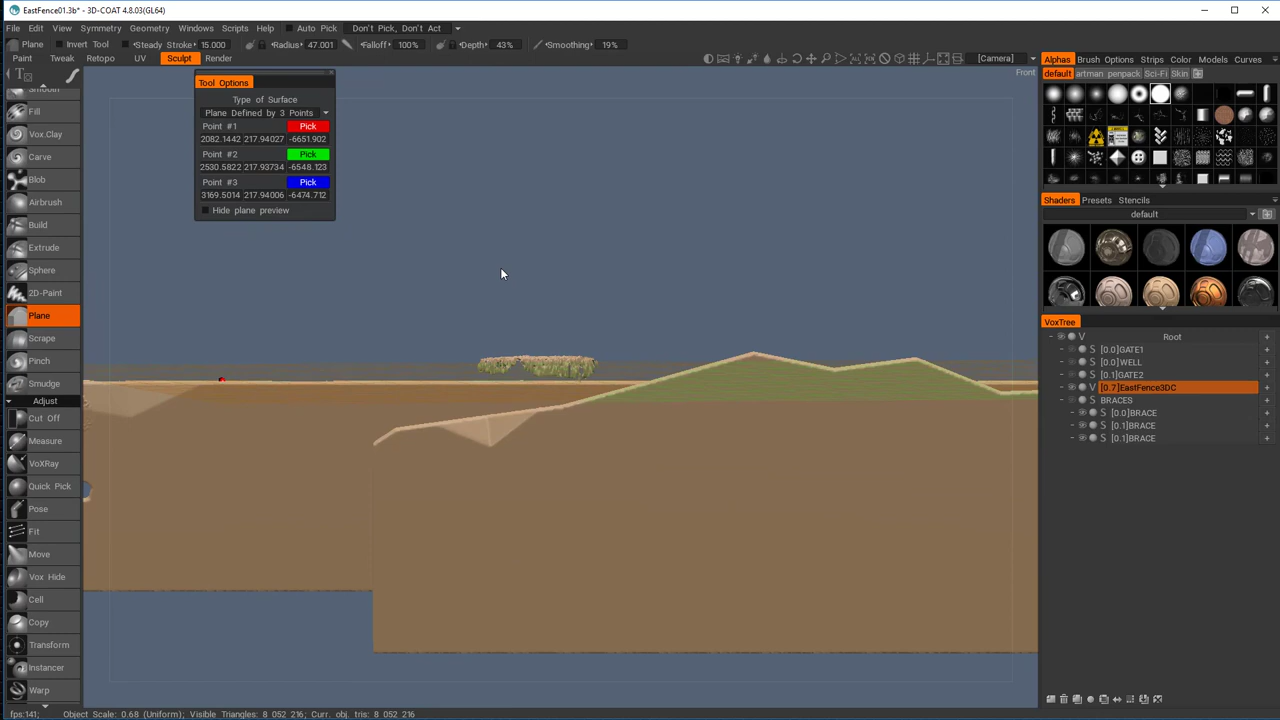 EastFence01.3b* - 3D-COAT 4.8.03(GL64)
File Edit View Symmetry Geometry Windows Scripts Help Auto Pick Don't Pick, Don't Act
Plane Invert Tool Steady Stroke 15.000 Radius 47.001 Falloff 100% Depth 43% Smoothing 19%
Paint Tweak Retopo UV Sculpt Render [Camera]
Front
Tool Options
Type of Surface
Plane Defined by 3 Points
Point #1 Pick
2082.1442 217.94027 -6651.902
Point #2 Pick
2530.5822 217.93734 -6548.123
Point #3 Pick
3169.5014 217.94006 -6474.712
Hide plane preview
Smooth
Fill
Vox.Clay
Carve
Blob
Airbrush
Build
Extrude
Sphere
2D-Paint
Plane
Scrape
Pinch
Smudge
Adjust
Cut Off
Measure
VoXRay
Quick Pick
Pose
Fit
Move
Vox Hide
Cell
Copy
Transform
Instancer
Warp
Alphas Brush Options Strips Color Models Curves
default artman penpack Sci-Fi Skin
Shaders Presets Stencils
default
VoxTree
V Root +
S [0.0]GATE1 +
S [0.0]WELL +
S [0.1]GATE2 +
V [0.7]EastFence3DC +
S BRACES +
S [0.0]BRACE +
S [0.1]BRACE +
S [0.1]BRACE +
fps:141; Object Scale: 0.68 (Uniform); Visible Triangles: 8 052 216; Curr. obj. tris: 8 052 216;